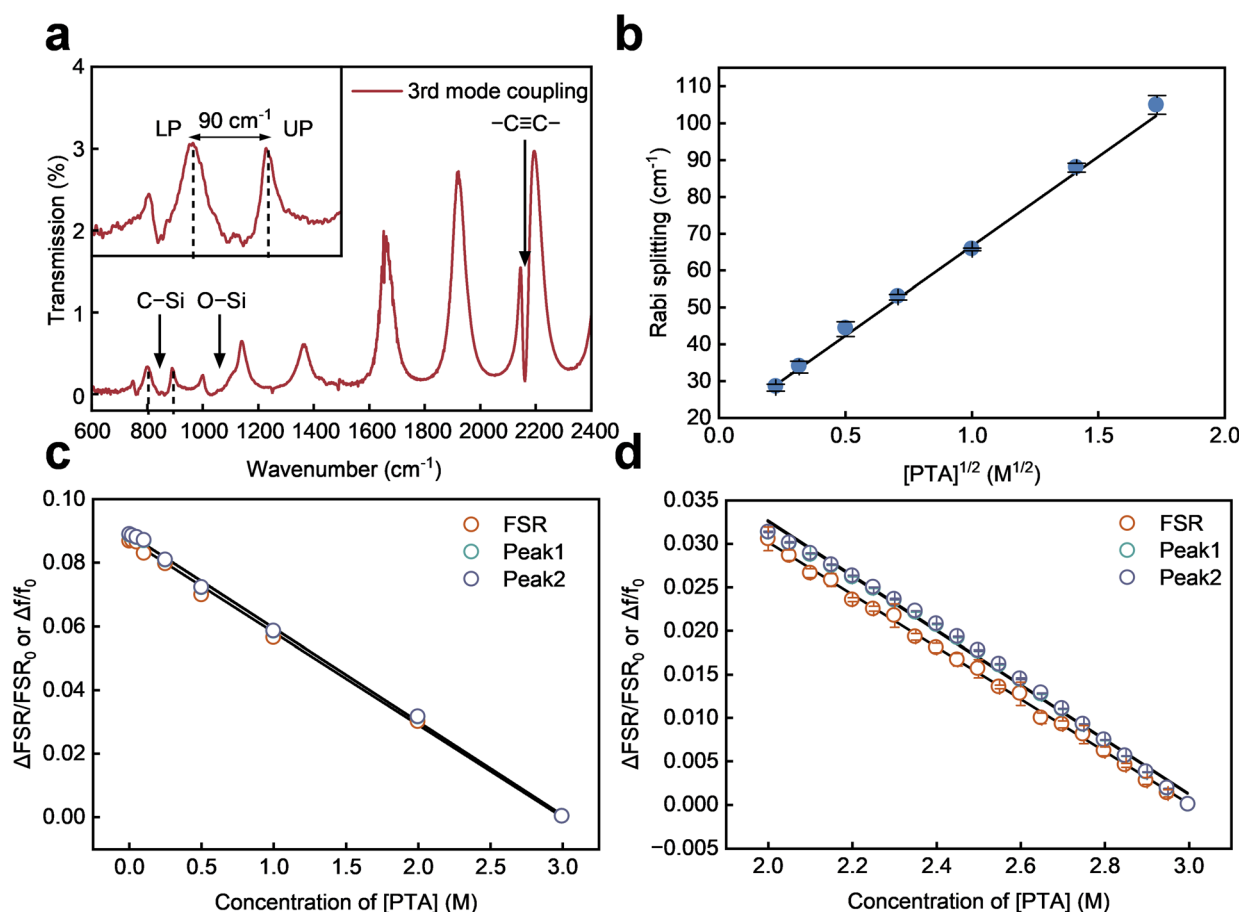 a
Transmission (%)
4
3
2
1
0
LP
90 cm⁻¹
UP
3rd mode coupling
−C≡C−
C−Si
O−Si
600 800 1000 1200 1400 1600 1800 2000 2200 2400
Wavenumber (cm⁻¹)
b
Rabi splitting (cm⁻¹)
110
100
90
80
70
60
50
40
30
20
0.0 0.5 1.0 1.5 2.0
[PTA]¹ᐟ² (M¹ᐟ²)
c
ΔFSR/FSR₀ or Δf/f₀
0.10
0.08
0.06
0.04
0.02
0.00
FSR
Peak1
Peak2
0.0 0.5 1.0 1.5 2.0 2.5 3.0
Concentration of [PTA] (M)
d
ΔFSR/FSR₀ or Δf/f₀
0.035
0.030
0.025
0.020
0.015
0.010
0.005
0.000
−0.005
FSR
Peak1
Peak2
2.0 2.2 2.4 2.6 2.8 3.0
Concentration of [PTA] (M)